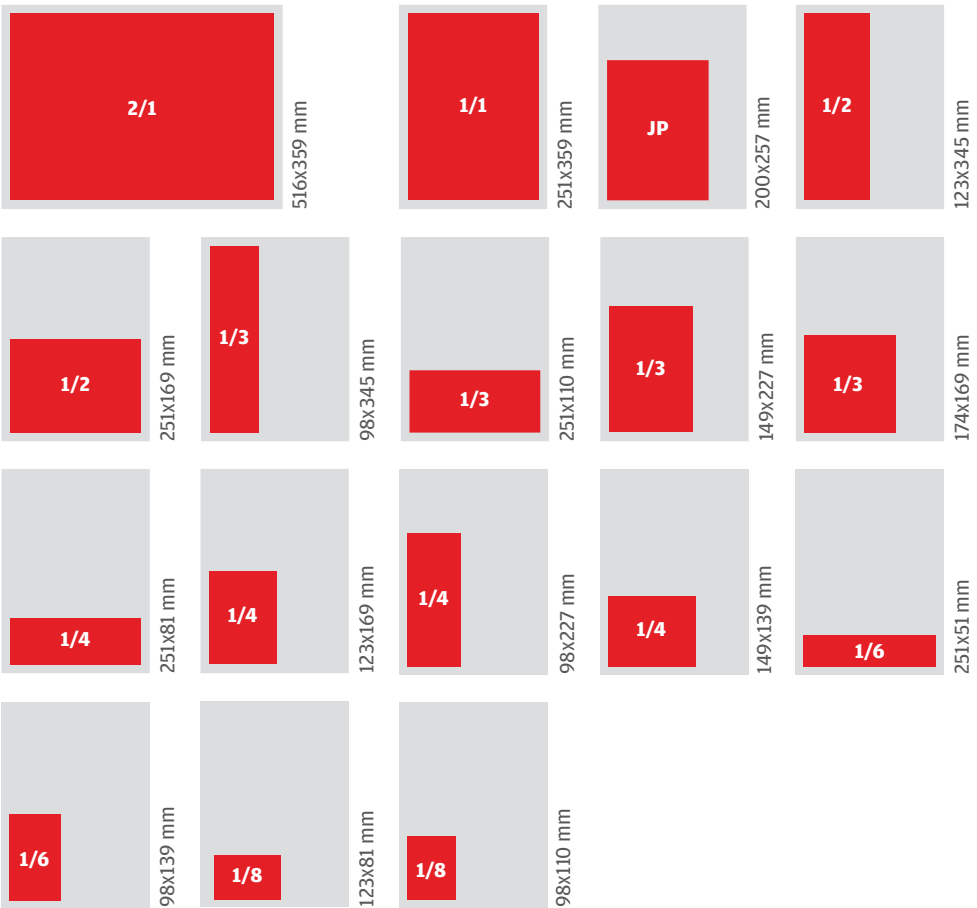 2/1
516x359 mm
1/1
251x359 mm
JP
200x257 mm
1/2
123x345 mm
1/2
251x169 mm
1/3
98x345 mm
1/3
251x110 mm
1/3
149x227 mm
1/3
174x169 mm
1/4
251x81 mm
1/4
123x169 mm
1/4
98x227 mm
1/4
149x139 mm
1/6
251x51 mm
1/6
98x139 mm
1/8
123x81 mm
1/8
98x110 mm